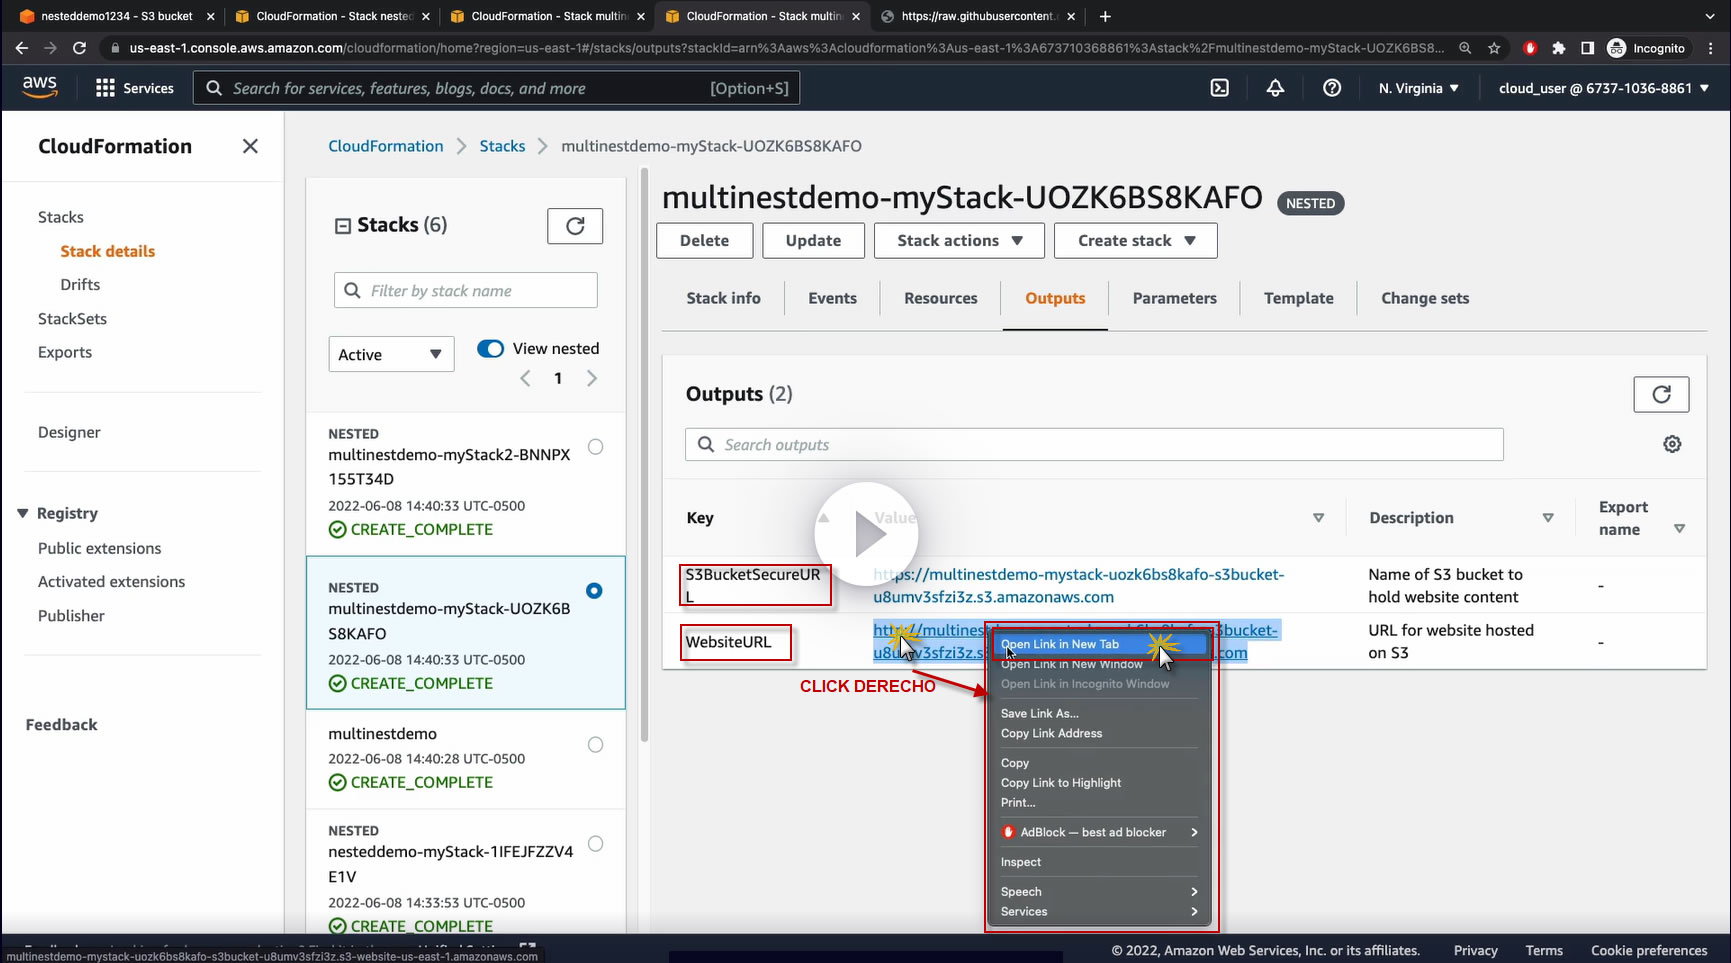 nesteddemo1234 - S3 bucket
CloudFormation - Stack nested
CloudFormation - Stack multin
CloudFormation - Stack multin
https://raw.githubusercontent.
us-east-1.console.aws.amazon.com/cloudformation/home?region=us-east-1#/stacks/outputs?stackId=arn%3Aaws%3Acloudformation%3Aus-east-1%3A673710368861%3Astack%2Fmultinestdemo-myStack-UOZK6BS8...
Incognito
aws
Services
Search for services, features, blogs, docs, and more
[Option+S]
N. Virginia
cloud_user @ 6737-1036-8861
CloudFormation
Stacks
Stack details
Drifts
StackSets
Exports
Designer
Registry
Public extensions
Activated extensions
Publisher
Feedback
CloudFormation
Stacks
multinestdemo-myStack-UOZK6BS8KAFO
Stacks (6)
Filter by stack name
Active
View nested
1
NESTED
multinestdemo-myStack2-BNNPX
155T34D
2022-06-08 14:40:33 UTC-0500
CREATE_COMPLETE
NESTED
multinestdemo-myStack-UOZK6B
S8KAFO
2022-06-08 14:40:33 UTC-0500
CREATE_COMPLETE
multinestdemo
2022-06-08 14:40:28 UTC-0500
CREATE_COMPLETE
NESTED
nesteddemo-myStack-1IFEJFZZV4
E1V
2022-06-08 14:33:53 UTC-0500
CREATE_COMPLETE
multinestdemo-myStack-UOZK6BS8KAFO
NESTED
Delete
Update
Stack actions
Create stack
Stack info
Events
Resources
Outputs
Parameters
Template
Change sets
Outputs (2)
Search outputs
Key
Value
Description
Export
name
S3BucketSecureUR
L
https://multinestdemo-mystack-uozk6bs8kafo-s3bucket-
u8umv3sfzi3z.s3.amazonaws.com
Name of S3 bucket to
hold website content
-
WebsiteURL
URL for website hosted
on S3
-
CLICK DERECHO
Open Link in New Tab
Open Link in New Window
Open Link in Incognito Window
Save Link As...
Copy Link Address
Copy
Copy Link to Highlight
Print...
AdBlock — best ad blocker
Inspect
Speech
Services
multinestdemo-mystack-uozk6bs8kafo-s3bucket-u8umv3sfzi3z.s3-website-us-east-1.amazonaws.com
© 2022, Amazon Web Services, Inc. or its affiliates.
Privacy
Terms
Cookie preferences